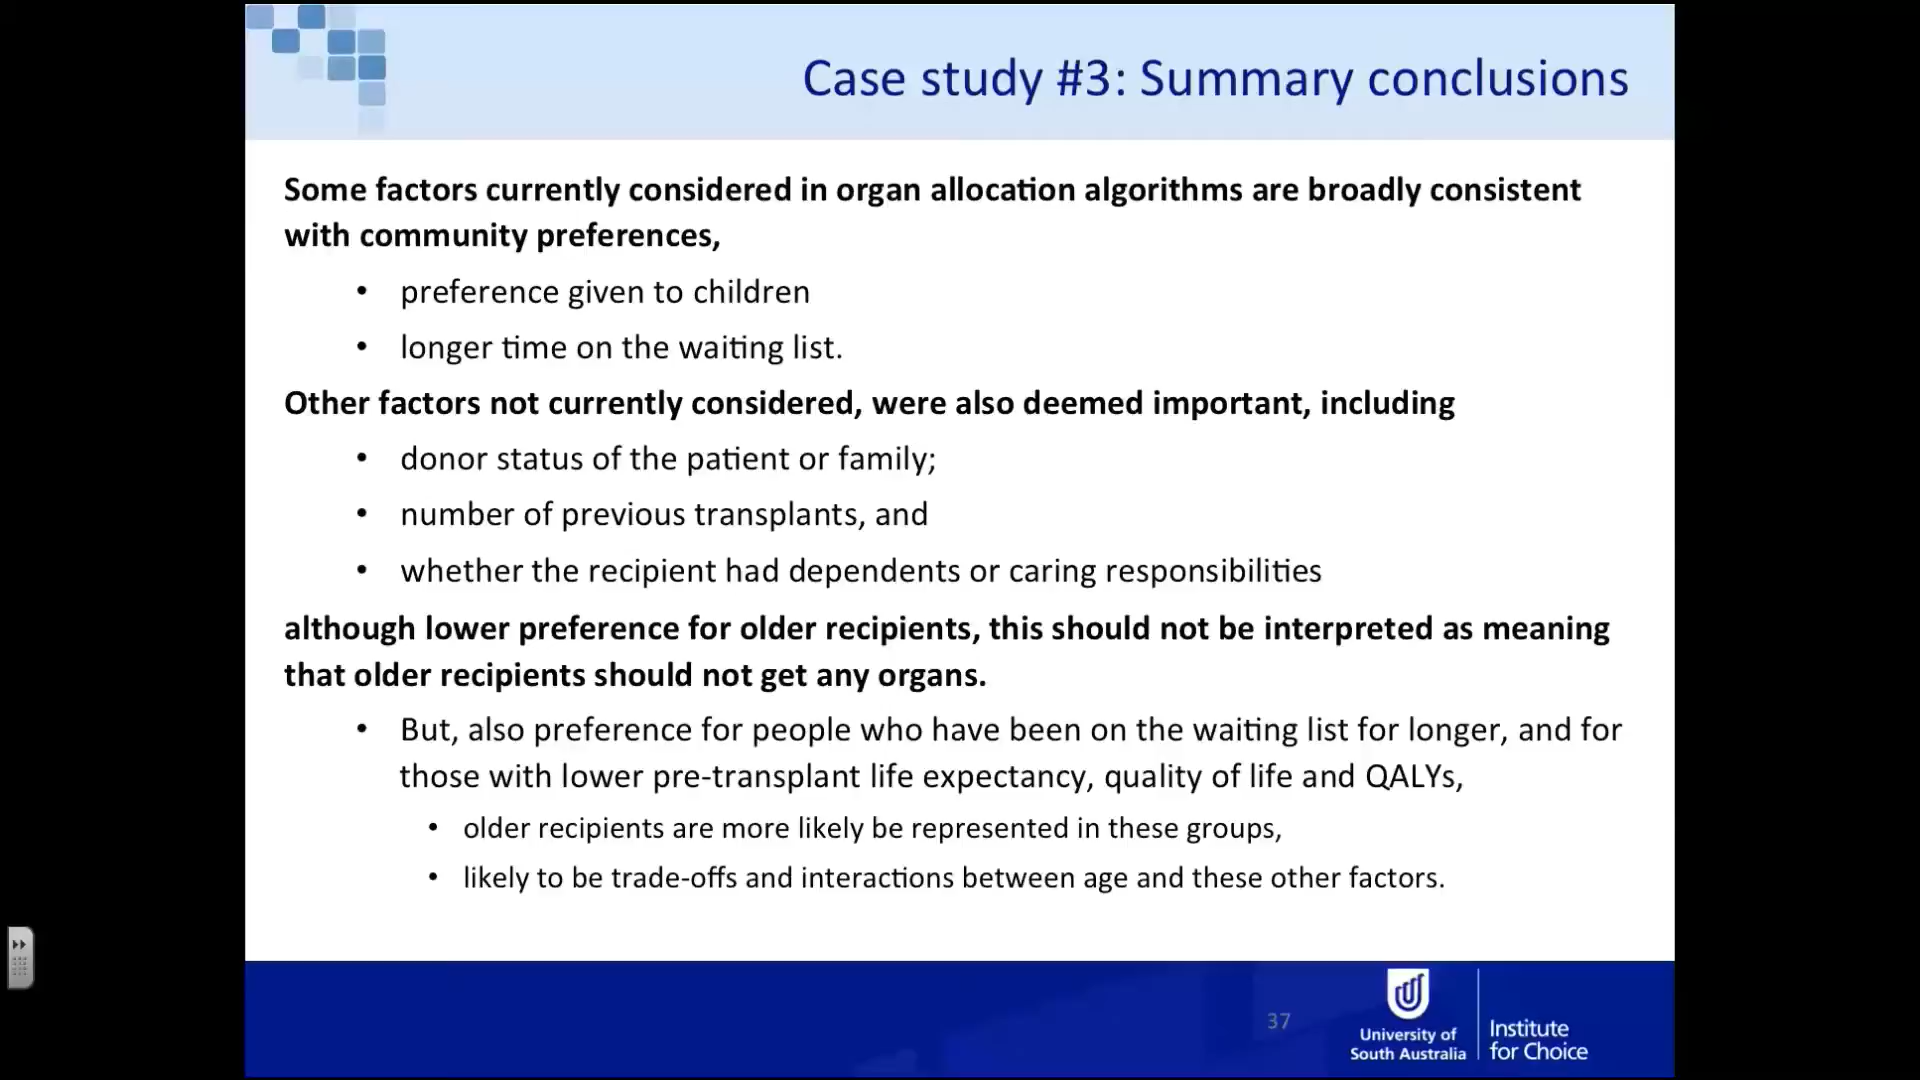 Case study #3: Summary conclusions
Some factors currently considered in organ allocation algorithms are broadly consistent
with community preferences,
• preference given to children
• longer time on the waiting list.
Other factors not currently considered, were also deemed important, including
• donor status of the patient or family;
• number of previous transplants, and
• whether the recipient had dependents or caring responsibilities
although lower preference for older recipients, this should not be interpreted as meaning
that older recipients should not get any organs.
• But, also preference for people who have been on the waiting list for longer, and for
those with lower pre-transplant life expectancy, quality of life and QALYs,
• older recipients are more likely be represented in these groups,
• likely to be trade-offs and interactions between age and these other factors.
37
University of
South Australia
Institute
for Choice